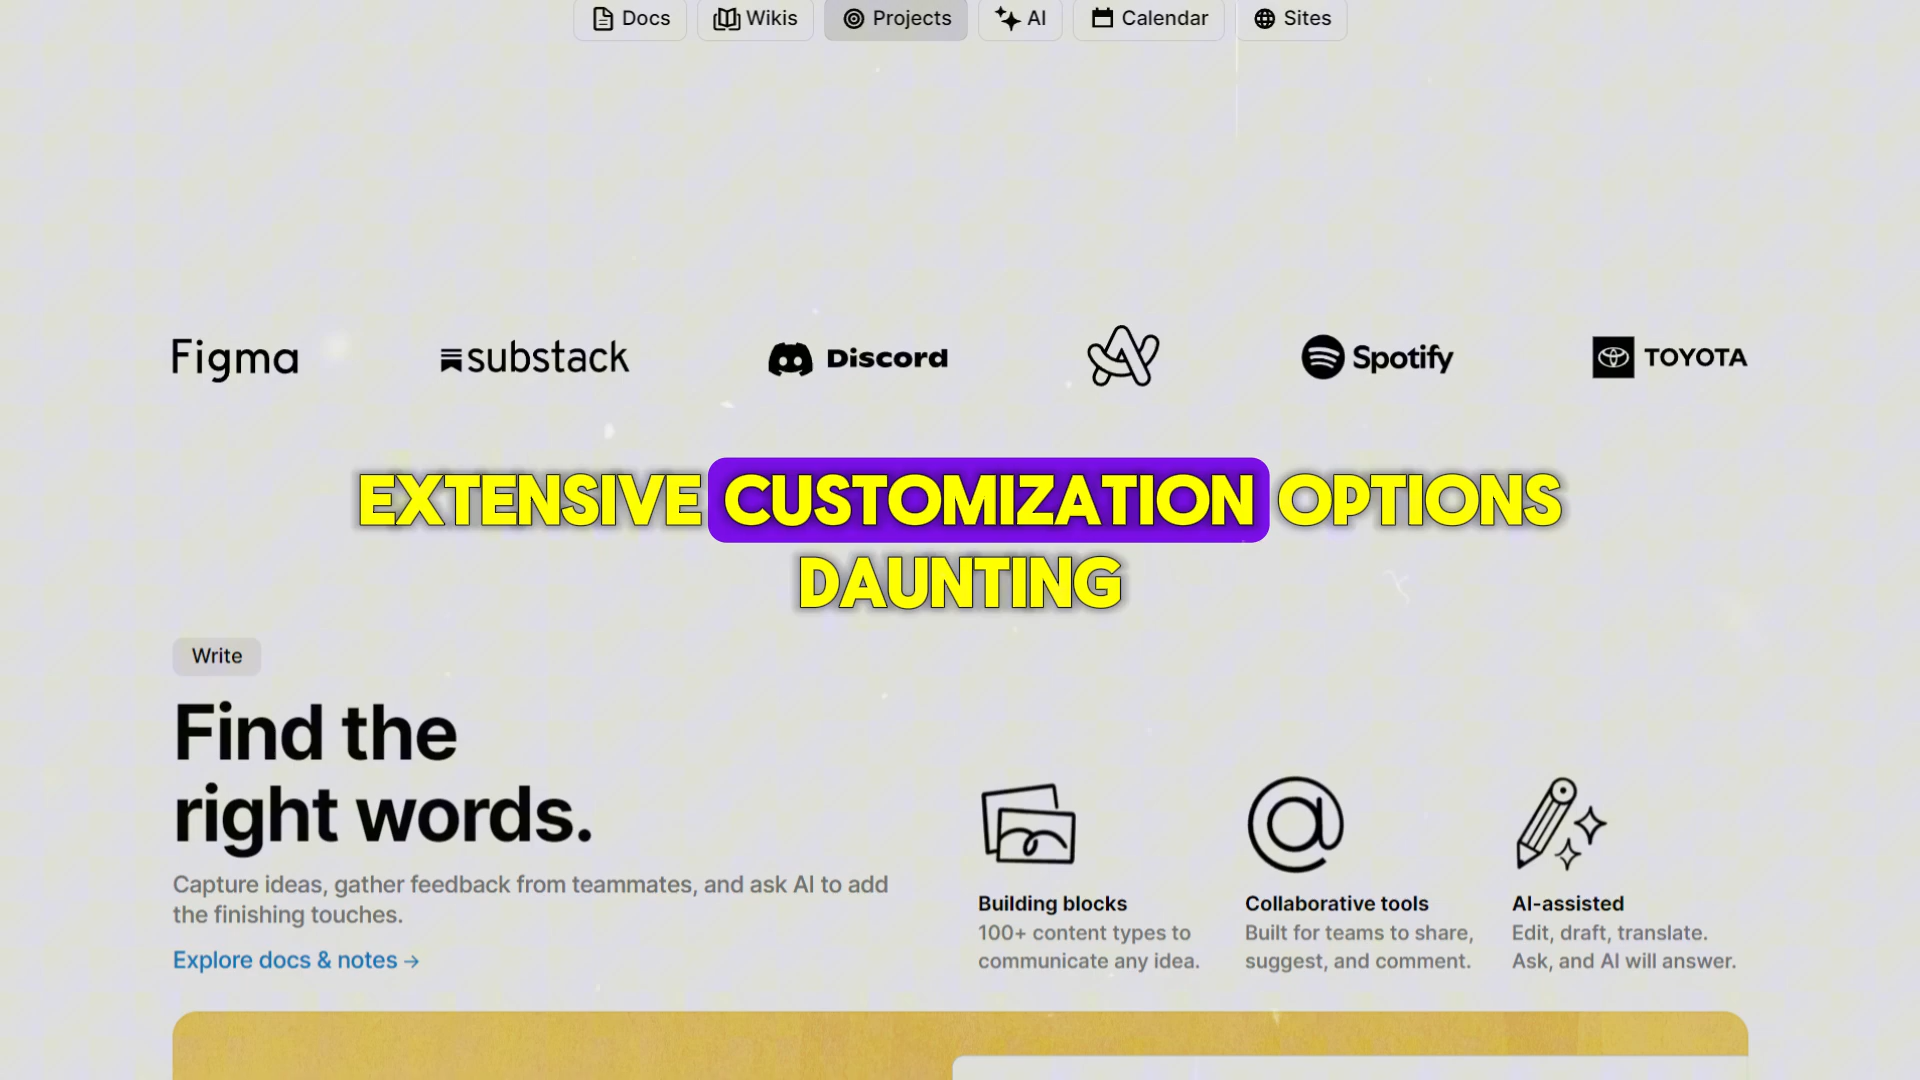 Docs Wikis Projects AI Calendar Sites
Figma substack Discord Spotify TOYOTA
EXTENSIVE CUSTOMIZATION OPTIONS
DAUNTING
Write
Find the
right words.
Capture ideas, gather feedback from teammates, and ask AI to add
the finishing touches.
Explore docs & notes →
Building blocks
100+ content types to
communicate any idea.
Collaborative tools
Built for teams to share,
suggest, and comment.
AI-assisted
Edit, draft, translate.
Ask, and AI will answer.